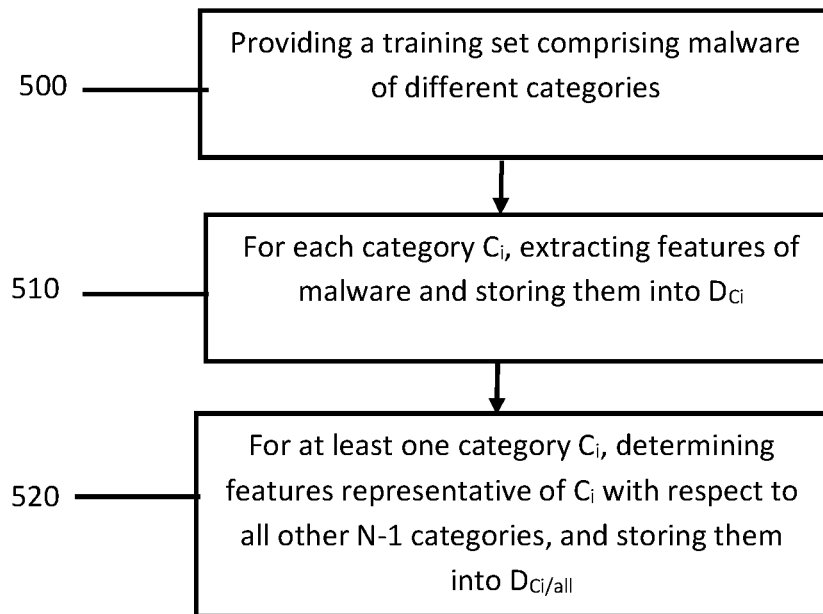 Providing a training set comprising malware
of different categories
500
For each category Cᵢ, extracting features of
malware and storing them into D_Ci
510
For at least one category Cᵢ, determining
features representative of Cᵢ with respect to
all other N-1 categories, and storing them
into D_Ci/all
520